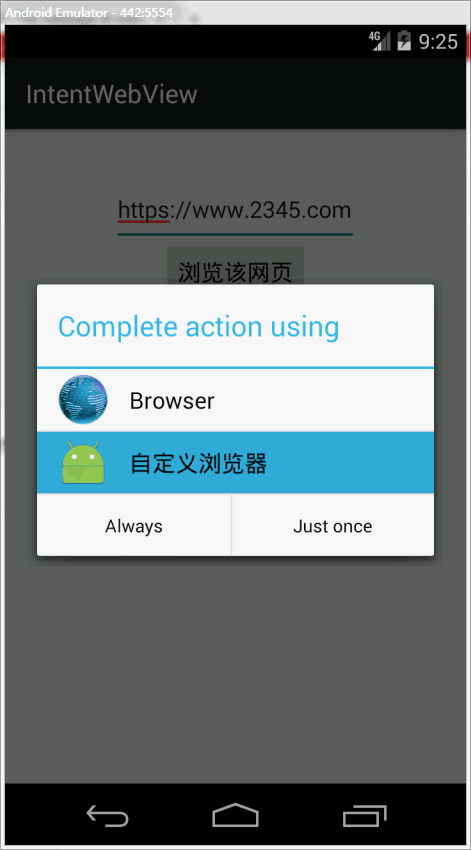 Android Emulator - 442:5554
4G 9:25
IntentWebView
https://www.2345.com
浏览该网页
Complete action using
Browser
自定义浏览器
Always Just once